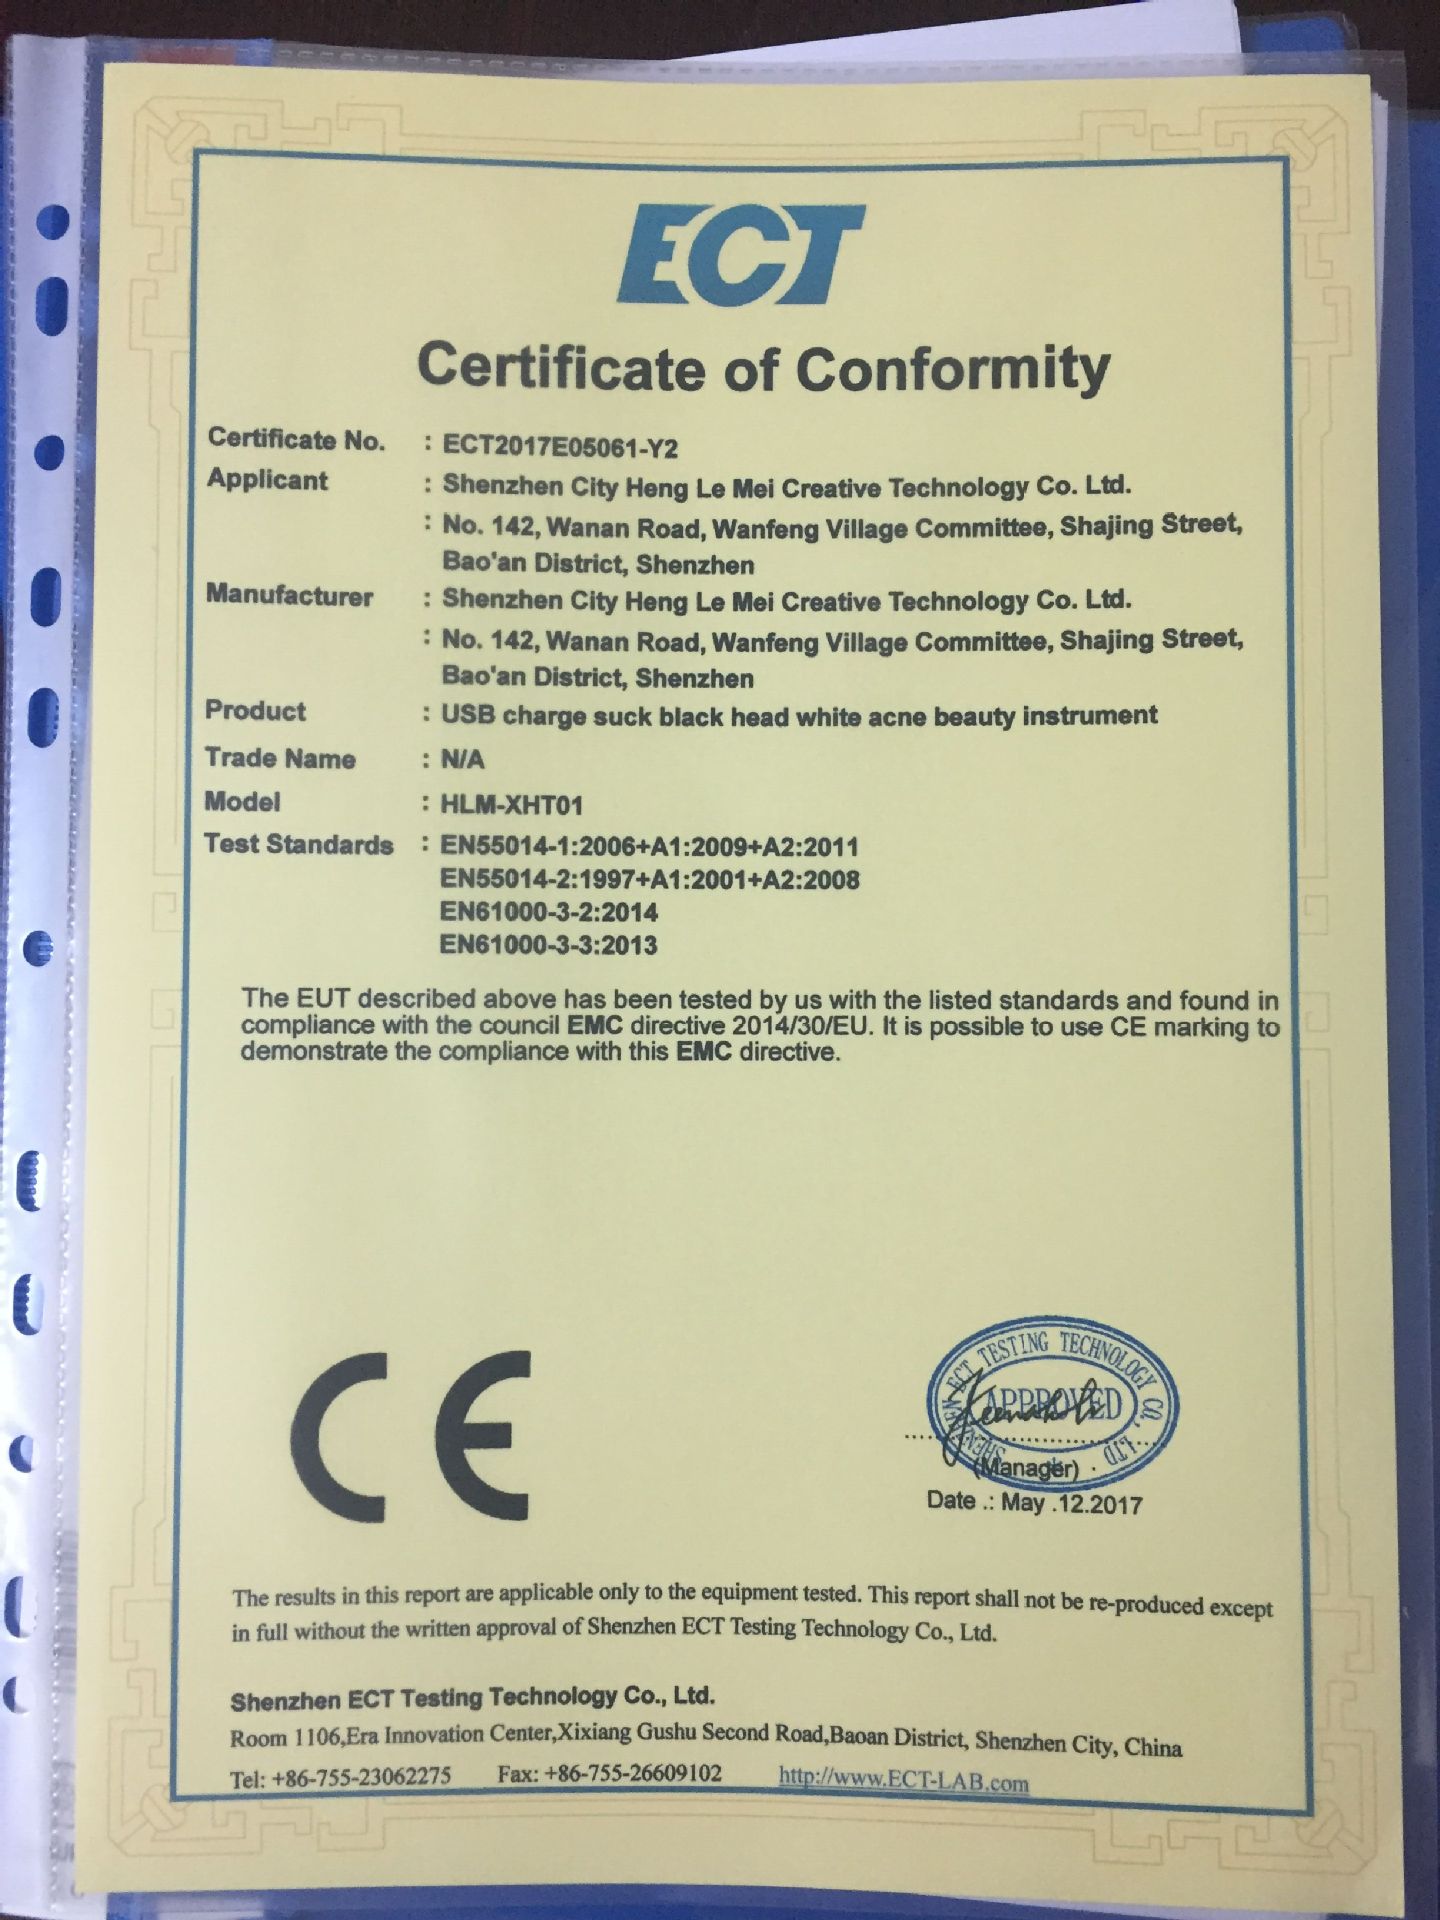 ECT
Certificate of Conformity
Certificate No. : ECT2017E05061-Y2
Applicant : Shenzhen City Heng Le Mei Creative Technology Co. Ltd.
: No. 142, Wanan Road, Wanfeng Village Committee, Shajing Street,
Bao'an District, Shenzhen
Manufacturer : Shenzhen City Heng Le Mei Creative Technology Co. Ltd.
: No. 142, Wanan Road, Wanfeng Village Committee, Shajing Street,
Bao'an District, Shenzhen
Product : USB charge suck black head white acne beauty instrument
Trade Name : N/A
Model : HLM-XHT01
Test Standards : EN55014-1:2006+A1:2009+A2:2011
EN55014-2:1997+A1:2001+A2:2008
EN61000-3-2:2014
EN61000-3-3:2013
The EUT described above has been tested by us with the listed standards and found in
compliance with the council EMC directive 2014/30/EU. It is possible to use CE marking to
demonstrate the compliance with this EMC directive.
CE
SHENZHEN ECT TESTING TECHNOLOGY CO., LTD
APPROVED
(Manager)
Date .: May .12.2017
The results in this report are applicable only to the equipment tested. This report shall not be re-produced except
in full without the written approval of Shenzhen ECT Testing Technology Co., Ltd.
Shenzhen ECT Testing Technology Co., Ltd.
Room 1106,Era Innovation Center,Xixiang Gushu Second Road,Baoan District, Shenzhen City, China
Tel: +86-755-23062275 Fax: +86-755-26609102 http://www.ECT-LAB.com